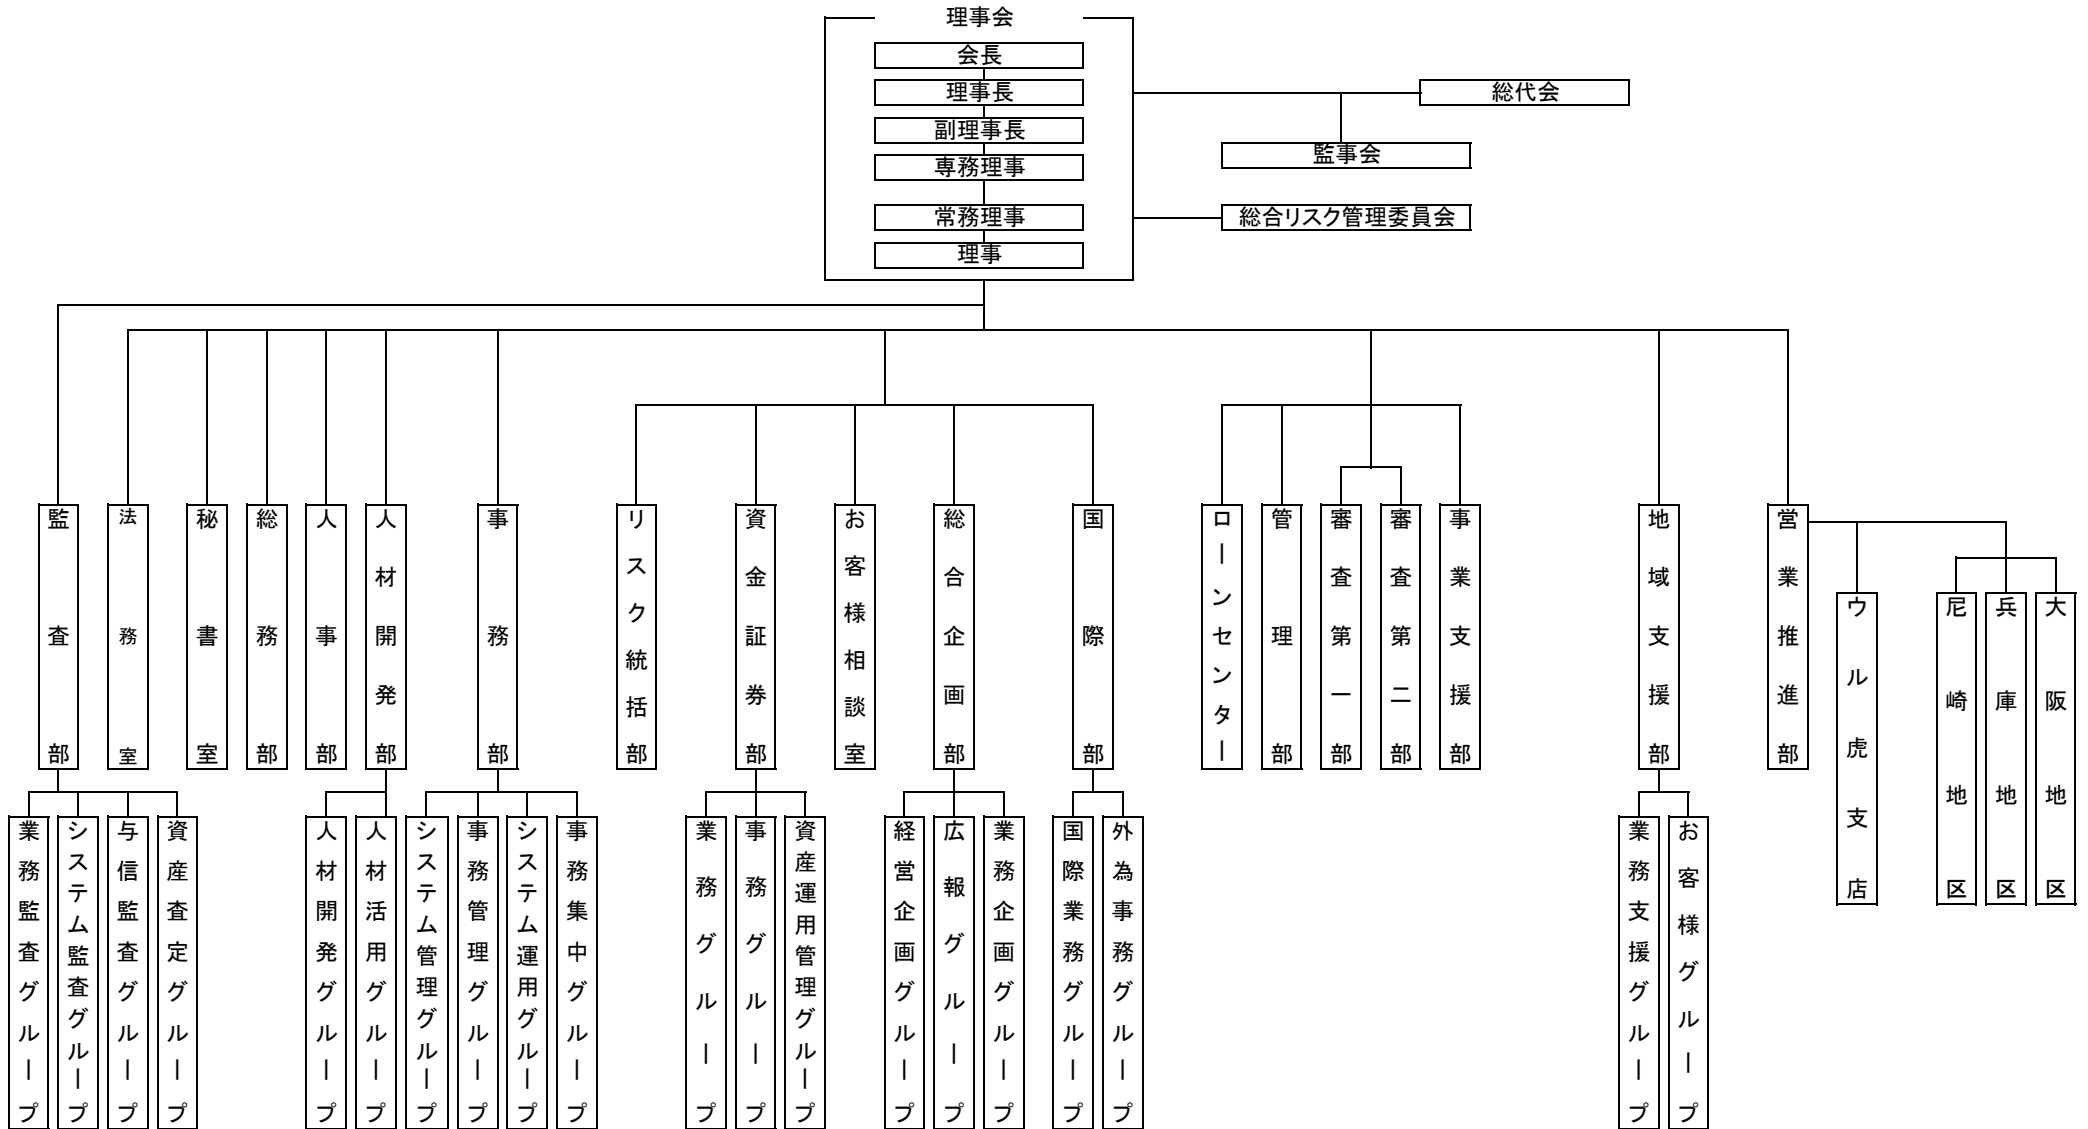 理事会
会長
理事長
副理事長
専務理事
常務理事
理事
総代会
監事会
総合リスク管理委員会
監査部
法務室
秘書室
総務部
人事部
人材開発部
事務部
リスク統括部
資金証券部
お客様相談室
総合企画部
国際部
ローンセンター
管理部
審査第一部
審査第二部
事業支援部
地域支援部
営業推進部
ウル虎支店
尼崎地区
兵庫地区
大阪地区
業務監査グループ
システム監査グループ
与信監査グループ
資産査定グループ
人材開発グループ
人材活用グループ
システム管理グループ
事務管理グループ
システム運用グループ
事務集中グループ
業務グループ
事務グループ
資産運用管理グループ
経営企画グループ
広報グループ
業務企画グループ
国際業務グループ
外為事務グループ
業務支援グループ
お客様グループ